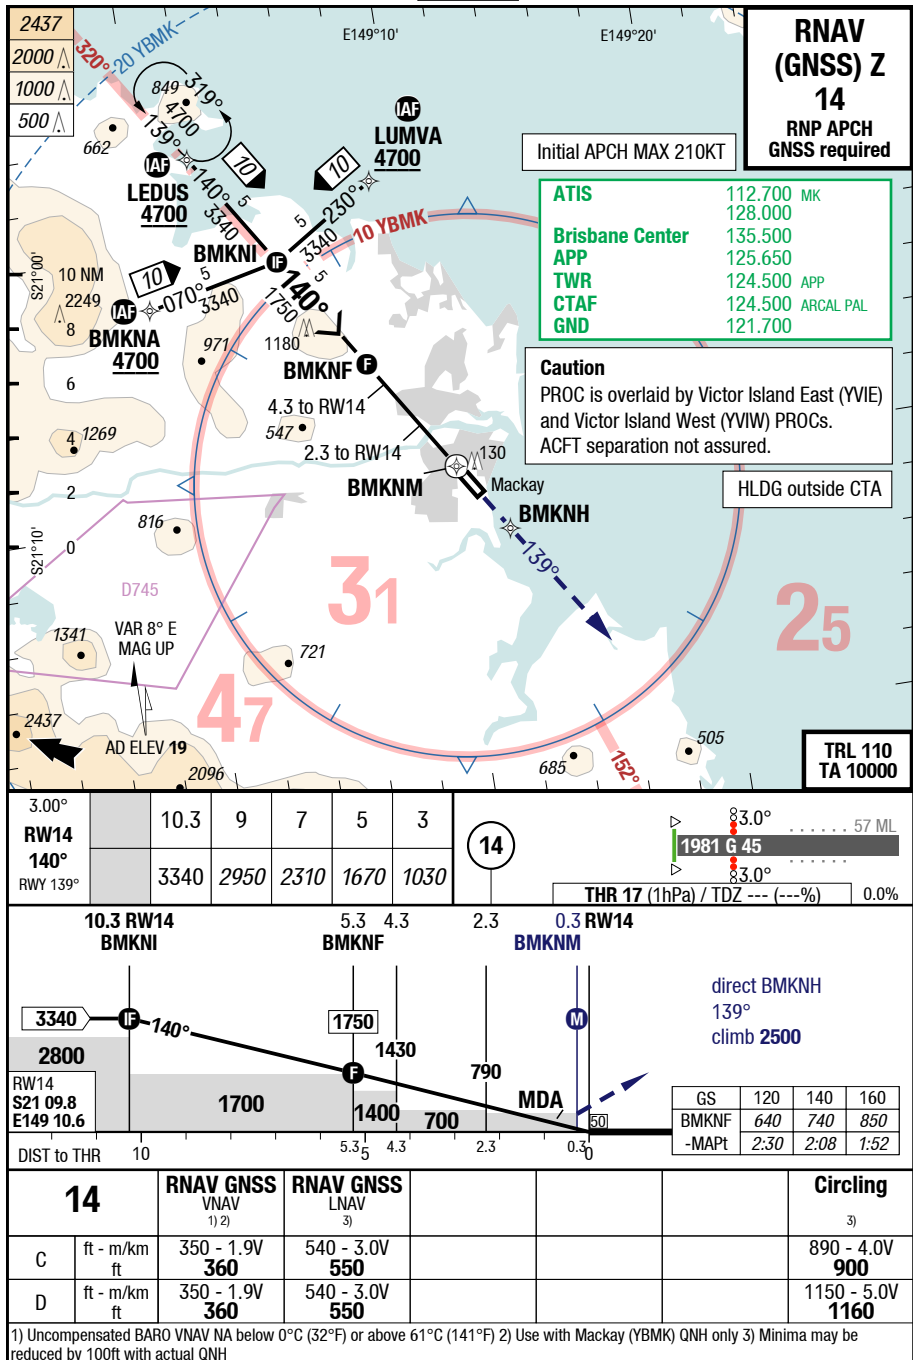 2437
2000
1000
500
320°
20 YBMK
E149°10'
E149°20'
RNAV
(GNSS) Z
14
RNP APCH
GNSS required
849
319°
4700
139°
662
IAF
LUMVA
4700
Initial APCH MAX 210KT
IAF
LEDUS
4700
10
10
140°
5
3340
230°
5
3340
10 YBMK
ATIS 112.700 MK
128.000
Brisbane Center 135.500
APP 125.650
TWR 124.500 APP
CTAF 124.500 ARCAL PAL
GND 121.700
BMKNI
IF
S21°00'
10 NM
2249
10
5
070°
3340
IAF
BMKNA
4700
140°
5
1750
1180
8
971
BMKNF
F
6
4.3 to RW14
547
4
1269
2.3 to RW14
130
BMKNM
Mackay
BMKNH
Caution
PROC is overlaid by Victor Island East (YVIE)
and Victor Island West (YVIW) PROCs.
ACFT separation not assured.
HLDG outside CTA
2
816
0
S21°10'
139°
D745
31
25
VAR 8° E
MAG UP
1341
721
47
2437
AD ELEV 19
2096
685
152°
505
TRL 110
TA 10000
3.00°
RW14
140°
RWY 139°
10.3 9 7 5 3
3340 2950 2310 1670 1030
14
3.0°
57 ML
1981 G 45
3.0°
THR 17 (1hPa) / TDZ --- (---%)
0.0%
10.3 RW14
BMKNI
5.3 4.3 2.3 0.3 RW14
BMKNF
BMKNM
direct BMKNH
139°
climb 2500
3340
IF
140°
1750
M
2800
1430
F
790
RW14
S21 09.8
E149 10.6
1700
1400
700
MDA
50
GS 120 140 160
BMKNF 640 740 850
-MAPt 2:30 2:08 1:52
DIST to THR 10 5.3 5 4.3 2.3 0.3 0
14
RNAV GNSS
VNAV
1) 2)
RNAV GNSS
LNAV
3)
Circling
3)
C ft - m/km 350 - 1.9V 540 - 3.0V 890 - 4.0V
ft 360 550 900
D ft - m/km 350 - 1.9V 540 - 3.0V 1150 - 5.0V
ft 360 550 1160
1) Uncompensated BARO VNAV NA below 0°C (32°F) or above 61°C (141°F) 2) Use with Mackay (YBMK) QNH only 3) Minima may be
reduced by 100ft with actual QNH